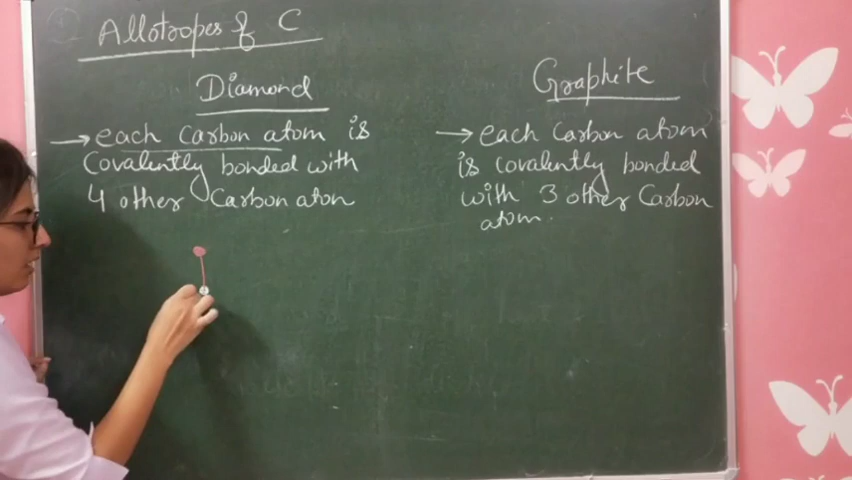 Allotropes of C
Diamond
→ each Carbon atom is
Covalently bonded with
4 other Carbon atom
Graphite
→ each Carbon atom
is covalently bonded
with 3 other Carbon
atom.